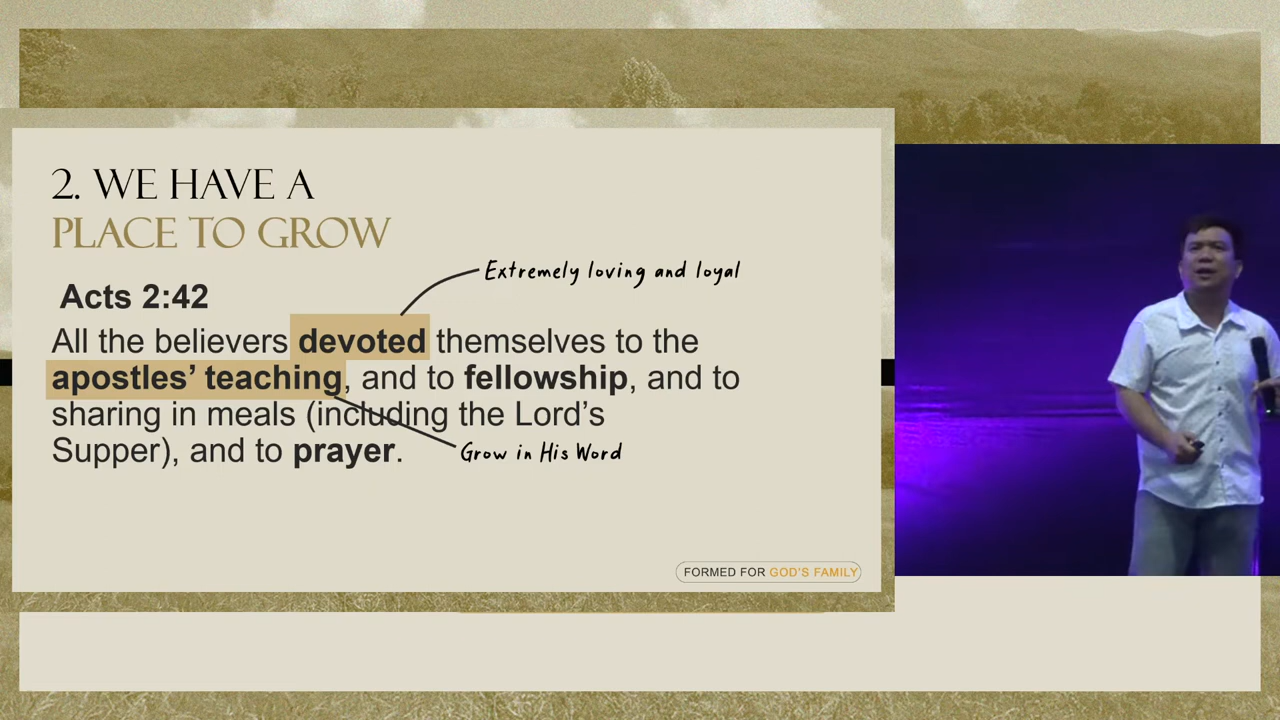 2. WE HAVE A
PLACE TO GROW
Extremely loving and loyal
Acts 2:42
All the believers devoted themselves to the
apostles’ teaching, and to fellowship, and to
sharing in meals (including the Lord’s
Supper), and to prayer.
Grow in His Word
FORMED FOR GOD'S FAMILY